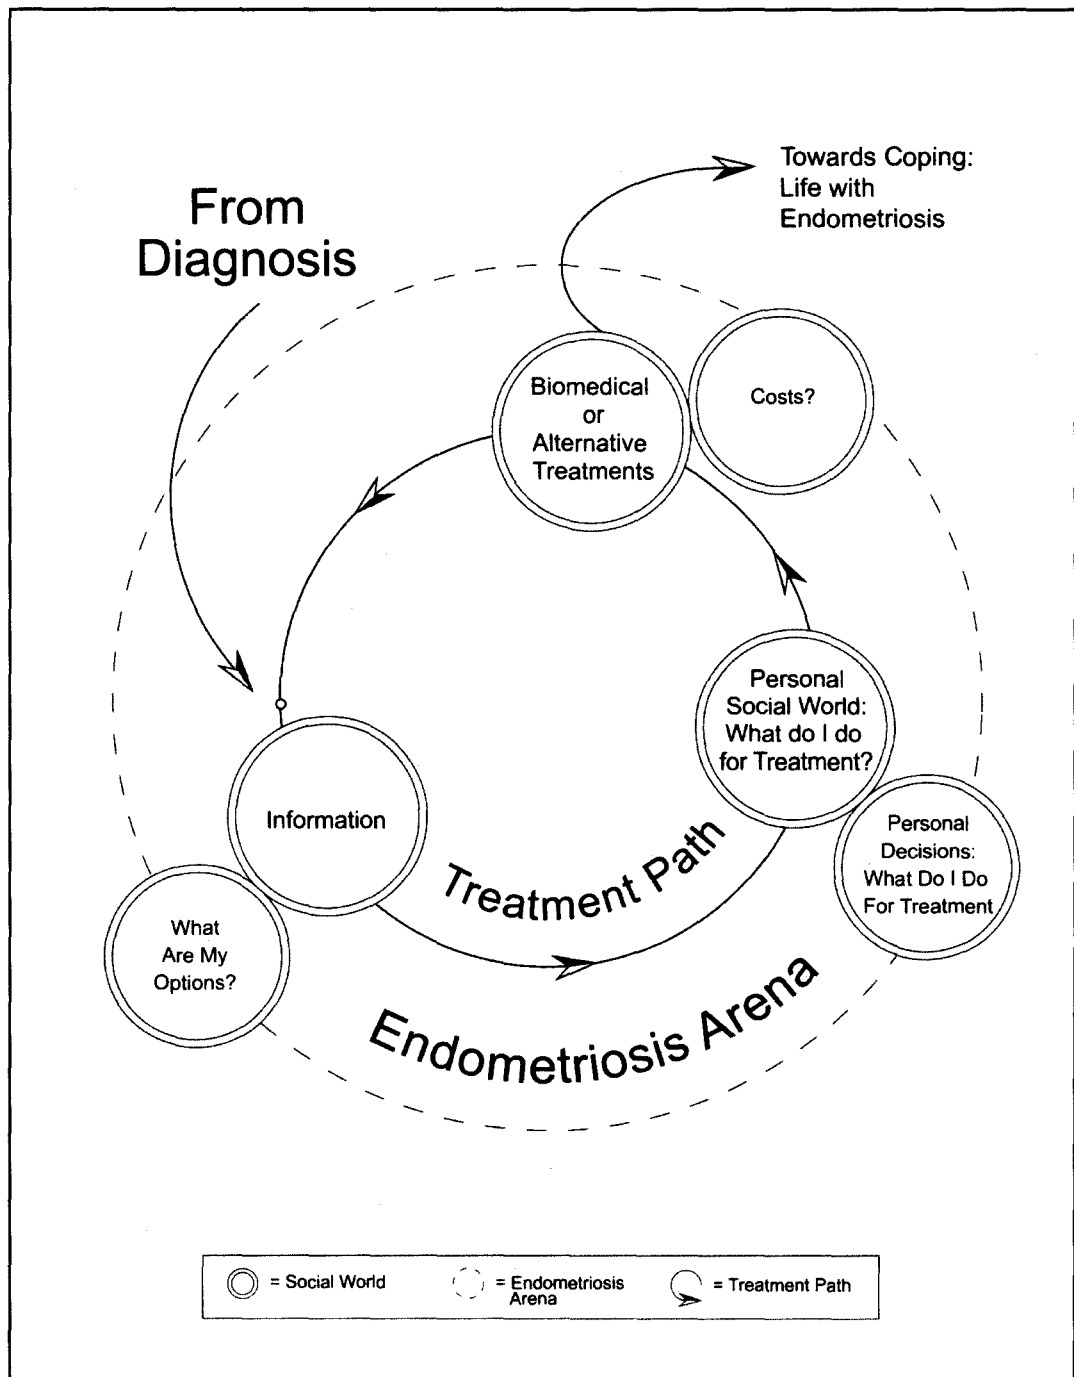 From
Diagnosis
Towards Coping:
Life with
Endometriosis
Biomedical
or
Alternative
Treatments
Costs?
Personal
Social World:
What do I do
for Treatment?
Personal
Decisions:
What Do I Do
For Treatment
Information
What
Are My
Options?
Treatment Path
Endometriosis Arena
= Social World
= Endometriosis
Arena
= Treatment Path